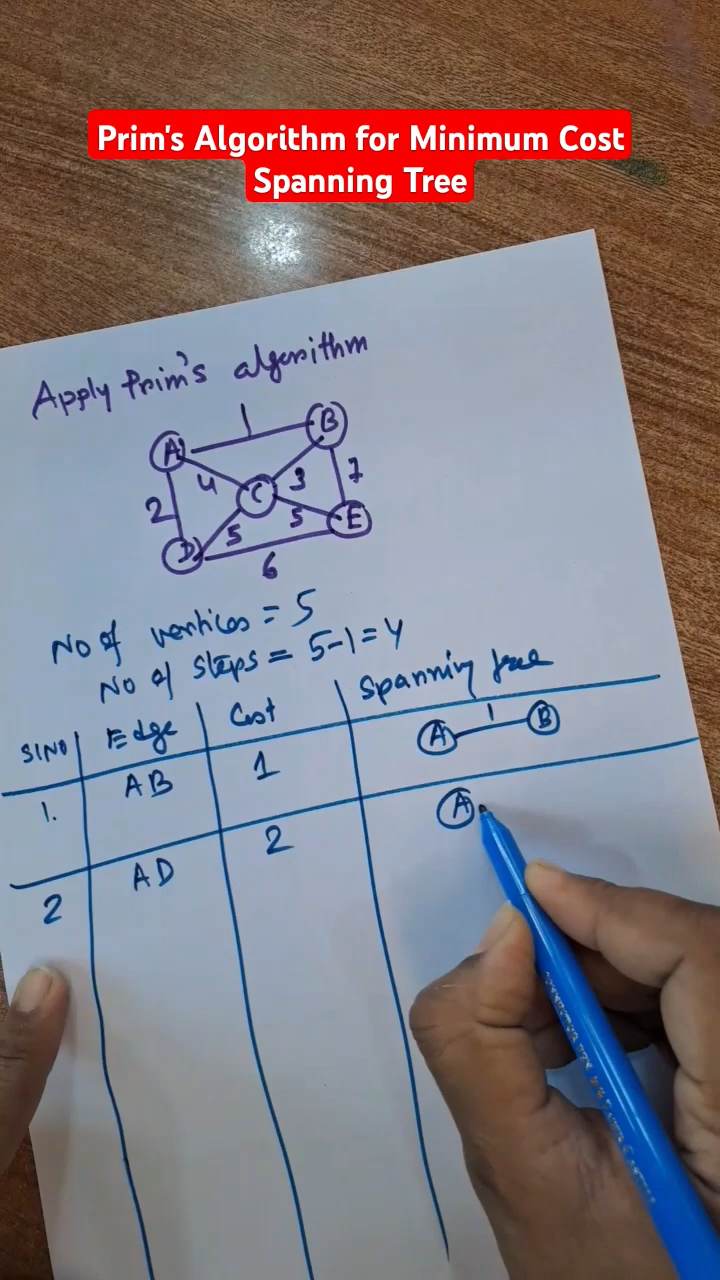 Prim's Algorithm for Minimum Cost
Spanning Tree
Apply Prim's algorithm
1
A B
4 C 3 7
2
5 5 E
D
6
No of vertices = 5
No of steps = 5-1=4
Sl No Edge Cost Spanning tree
1. AB 1 A 1 B
2 AD 2 A